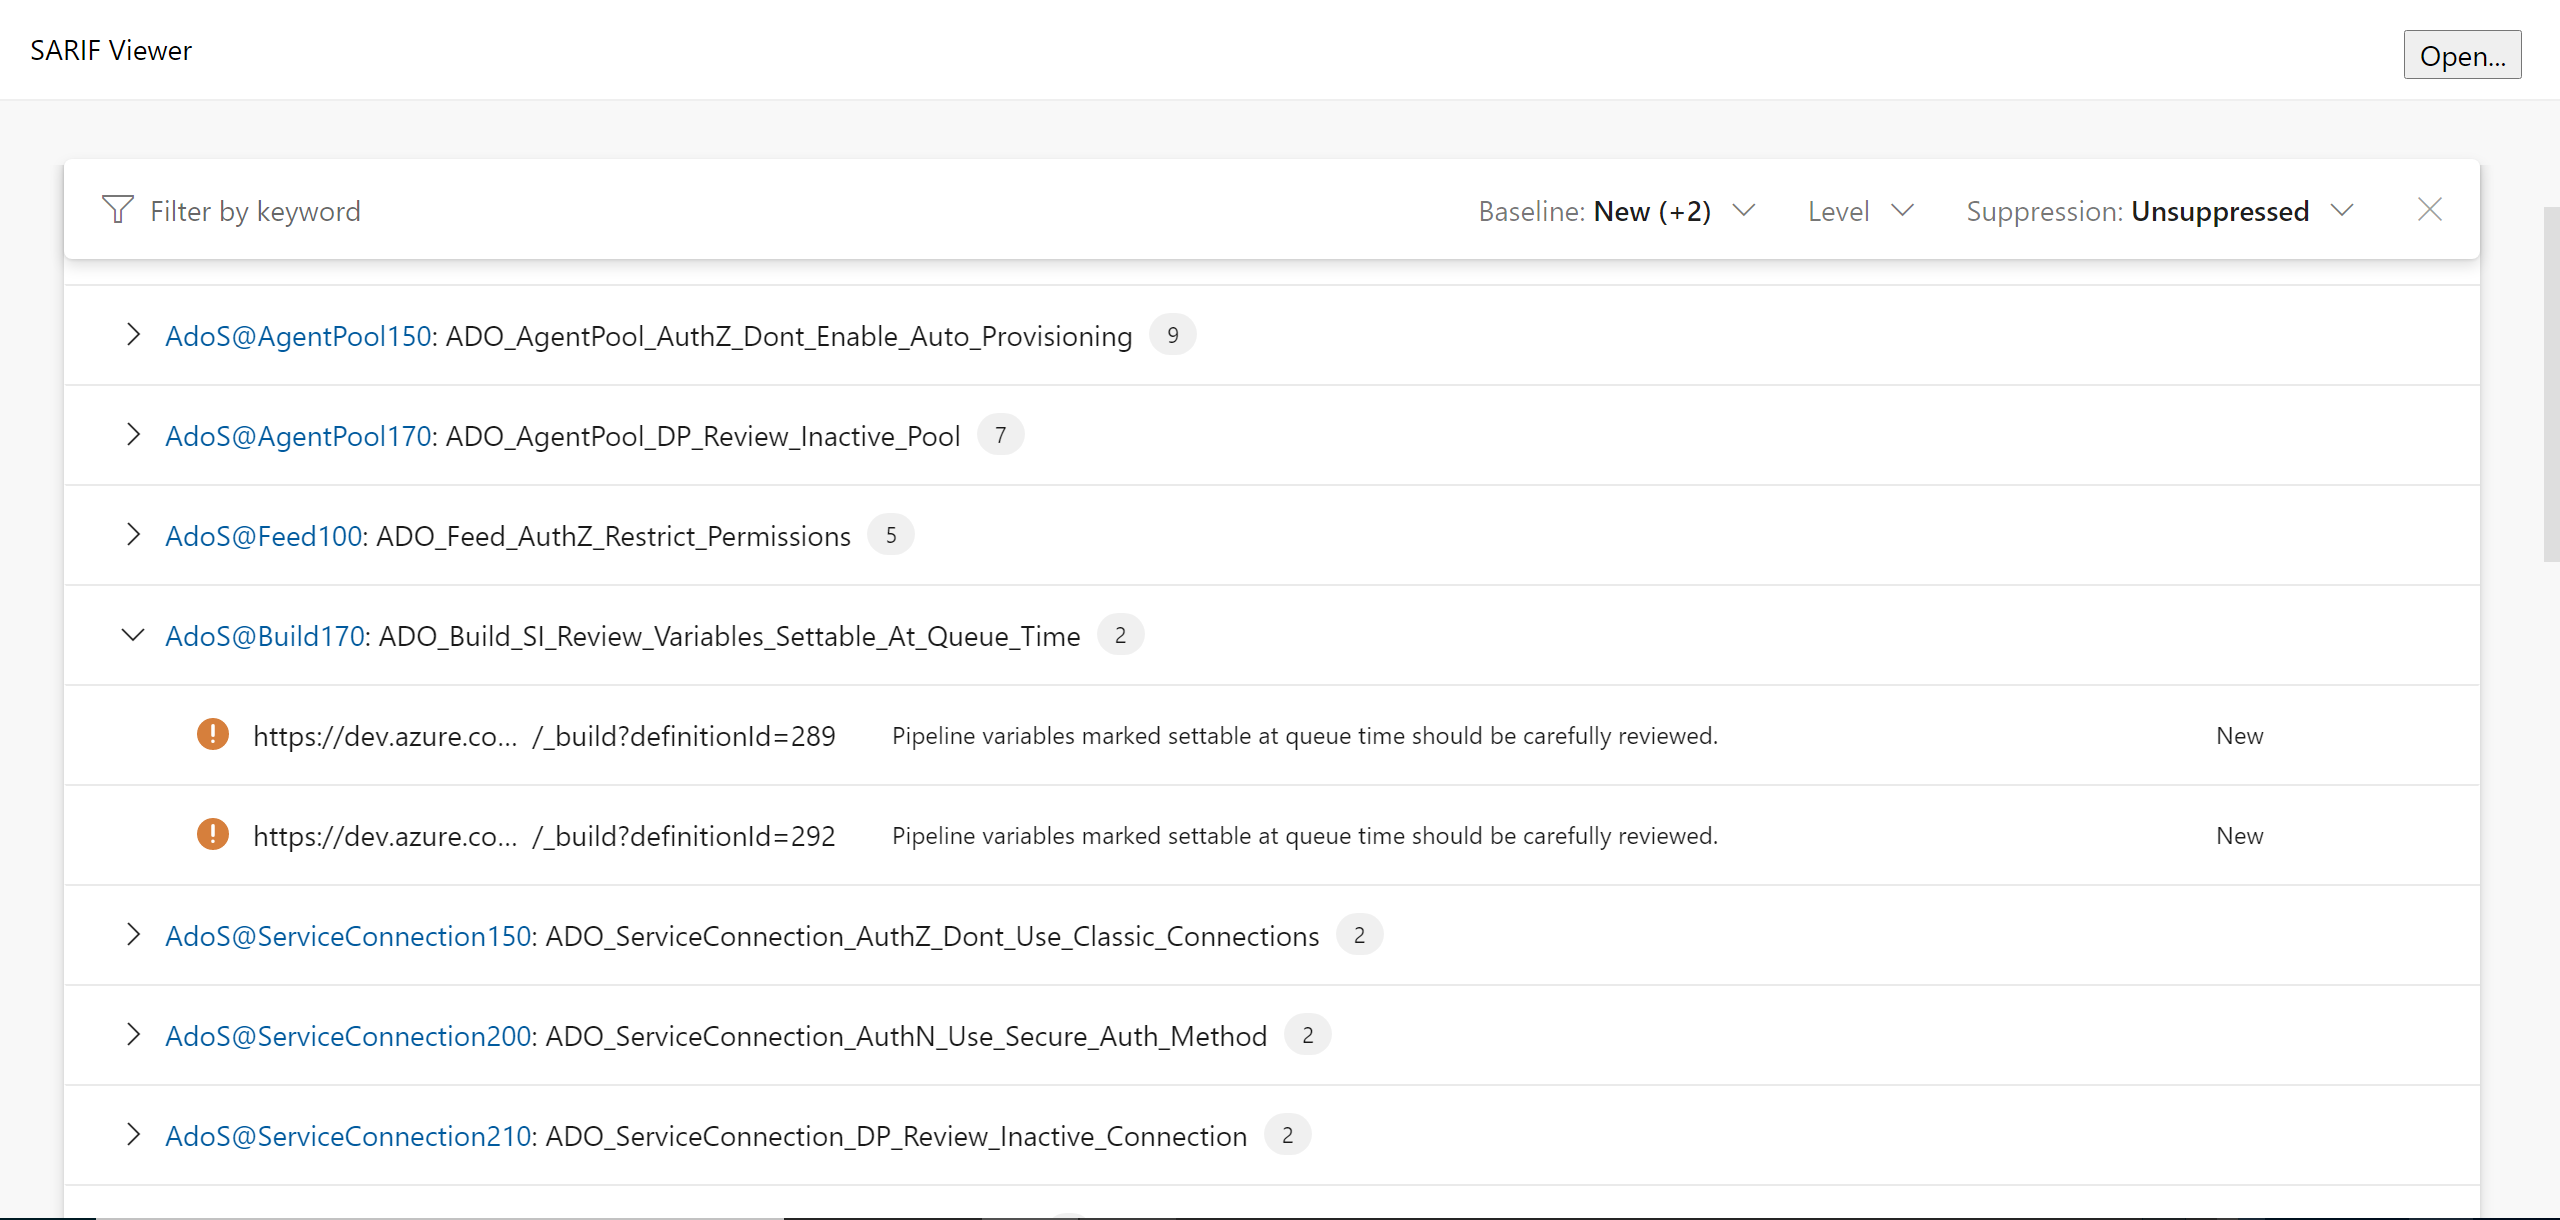 SARIF Viewer
Open...
Filter by keyword
Baseline: New (+2)
Level
Suppression: Unsuppressed
AdoS@AgentPool150: ADO_AgentPool_AuthZ_Dont_Enable_Auto_Provisioning 9
AdoS@AgentPool170: ADO_AgentPool_DP_Review_Inactive_Pool 7
AdoS@Feed100: ADO_Feed_AuthZ_Restrict_Permissions 5
AdoS@Build170: ADO_Build_SI_Review_Variables_Settable_At_Queue_Time 2
https://dev.azure.co... /_build?definitionId=289 Pipeline variables marked settable at queue time should be carefully reviewed. New
https://dev.azure.co... /_build?definitionId=292 Pipeline variables marked settable at queue time should be carefully reviewed. New
AdoS@ServiceConnection150: ADO_ServiceConnection_AuthZ_Dont_Use_Classic_Connections 2
AdoS@ServiceConnection200: ADO_ServiceConnection_AuthN_Use_Secure_Auth_Method 2
AdoS@ServiceConnection210: ADO_ServiceConnection_DP_Review_Inactive_Connection 2